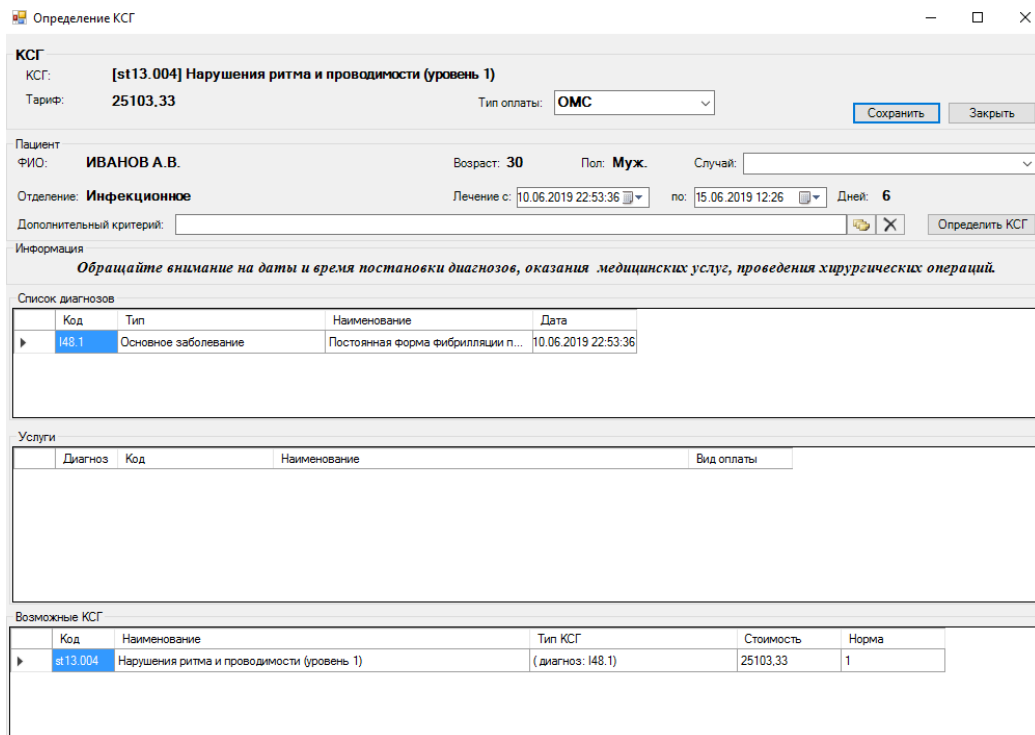 Определение КСГ
КСГ
КСГ: [st13.004] Нарушения ритма и проводимости (уровень 1)
Тариф: 25103,33 Тип оплаты: ОМС Сохранить Закрыть
Пациент
ФИО: ИВАНОВ А.В. Возраст: 30 Пол: Муж. Случай:
Отделение: Инфекционное Лечение с: 10.06.2019 22:53:36 по: 15.06.2019 12:26 Дней: 6
Дополнительный критерий: Определить КСГ
Информация
Обращайте внимание на даты и время постановки диагнозов, оказания медицинских услуг, проведения хирургических операций.
Список диагнозов
Код Тип Наименование Дата
I48.1 Основное заболевание Постоянная форма фибрилляции п... 10.06.2019 22:53:36
Услуги
Диагноз Код Наименование Вид оплаты
Возможные КСГ
Код Наименование Тип КСГ Стоимость Норма
st13.004 Нарушения ритма и проводимости (уровень 1) ( диагноз: I48.1) 25103,33 1